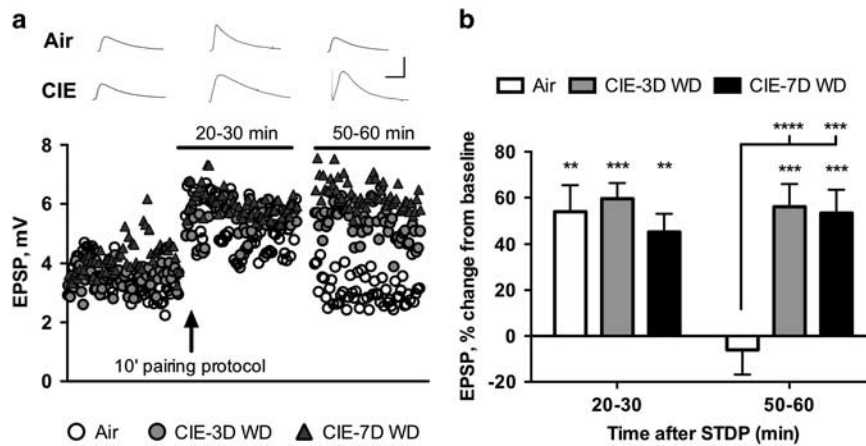 a
Air
CIE
20-30 min
50-60 min
8
6
4
2
0
EPSP, mV
10' pairing protocol
Air
CIE-3D WD
CIE-7D WD
b
Air
CIE-3D WD
CIE-7D WD
**** ***
** *** ** *** ***
80
60
40
20
0
-20
EPSP, % change from baseline
20-30
50-60
Time after STDP (min)